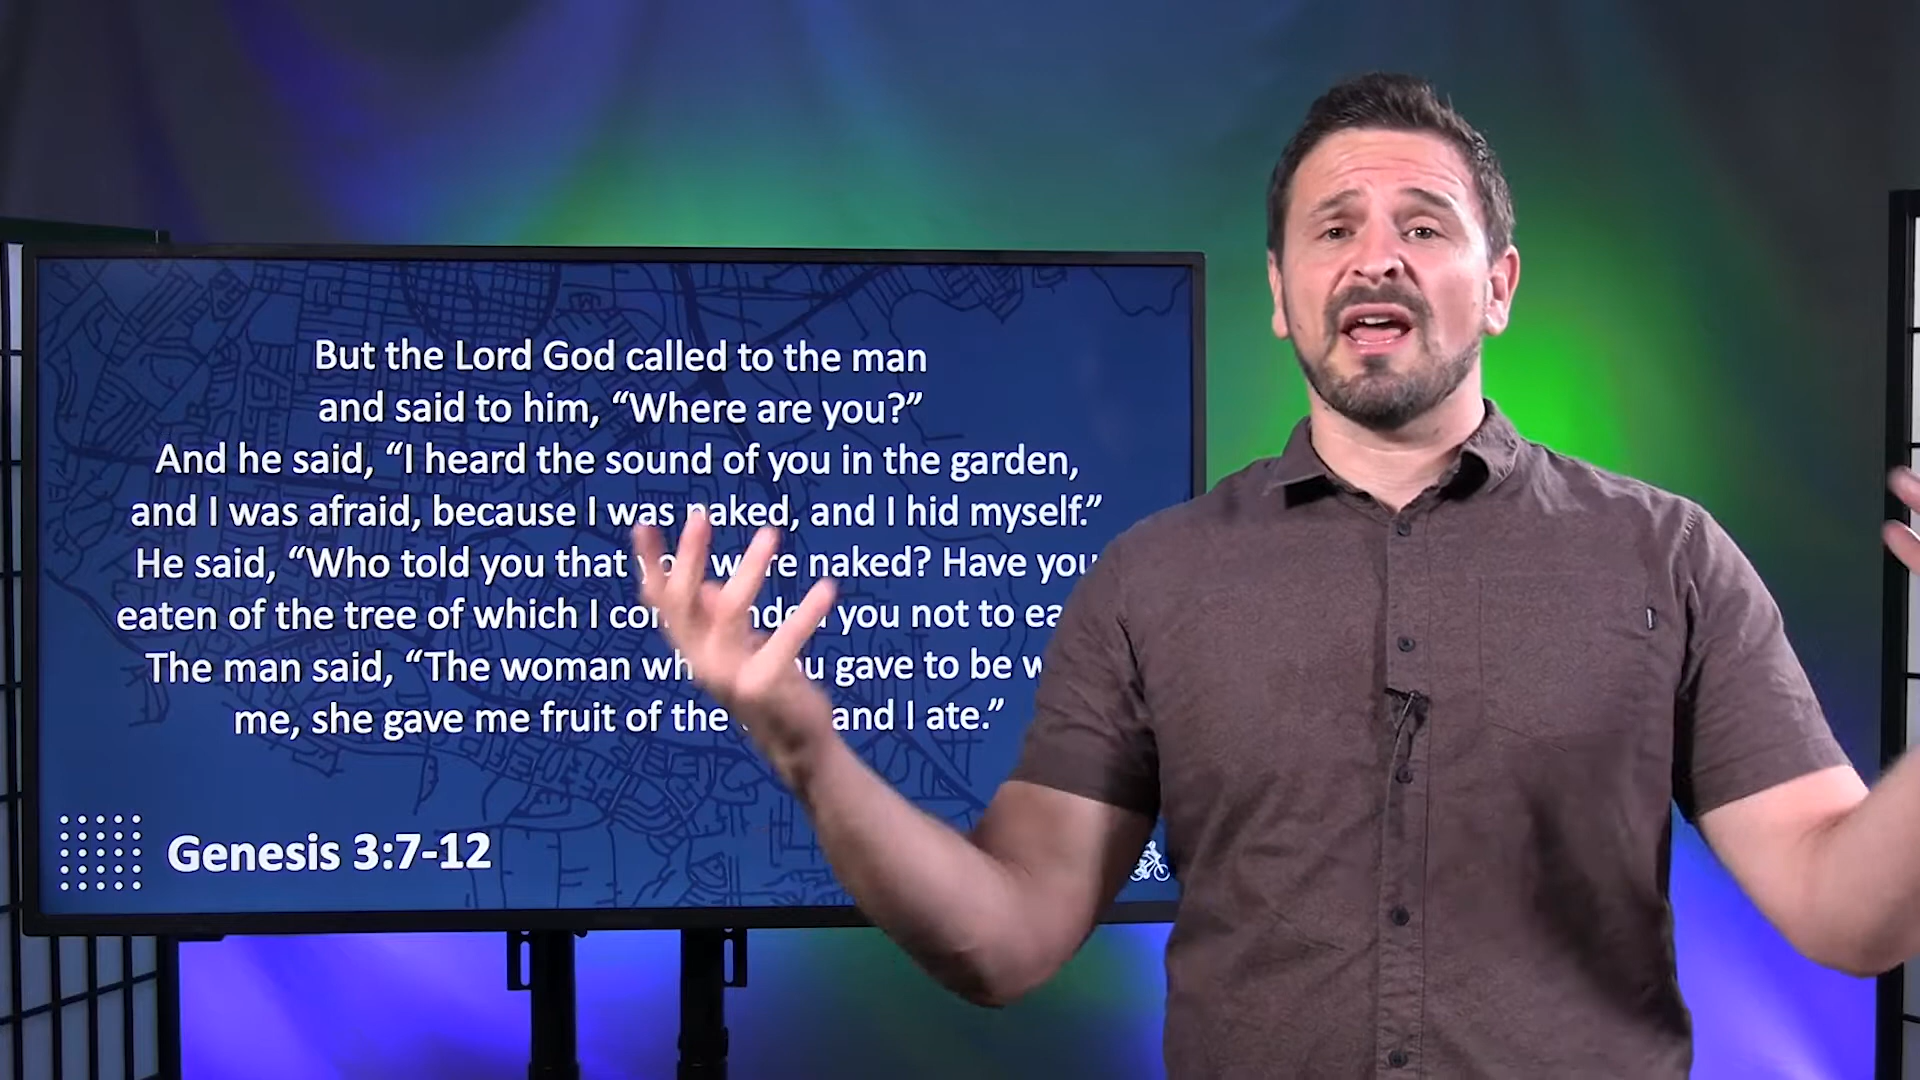 But the Lord God called to the man
and said to him, “Where are you?”
And he said, “I heard the sound of you in the garden,
and I was afraid, because I was naked, and I hid myself.”
He said, “Who told you that you were naked? Have you
eaten of the tree of which I you not to
The man said, “The woman gave to be
me, she gave me fruit of the and I ate.”
Genesis 3:7-12